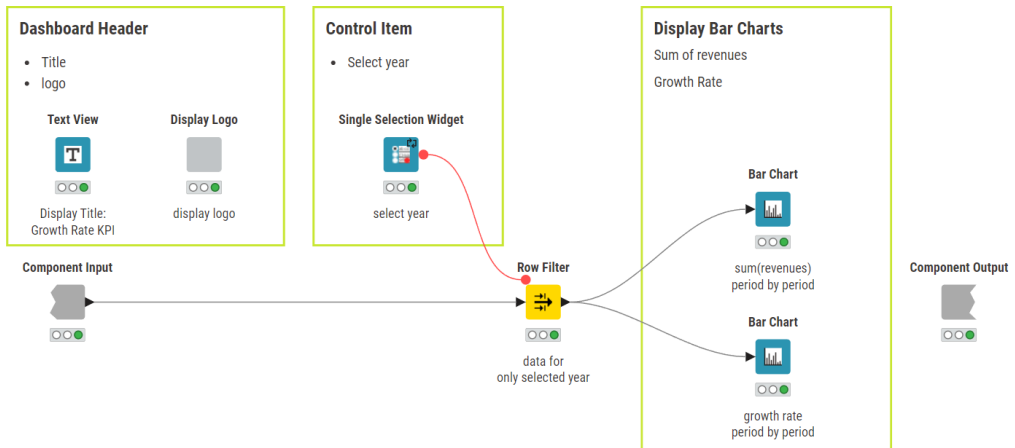 Dashboard Header
• Title
• logo
Text View
T
Display Title:
Growth Rate KPI
Display Logo
display logo
Control Item
• Select year
Single Selection Widget
select year
Display Bar Charts
Sum of revenues
Growth Rate
Bar Chart
sum(revenues)
period by period
Bar Chart
growth rate
period by period
Component Input
Row Filter
data for
only selected year
Component Output